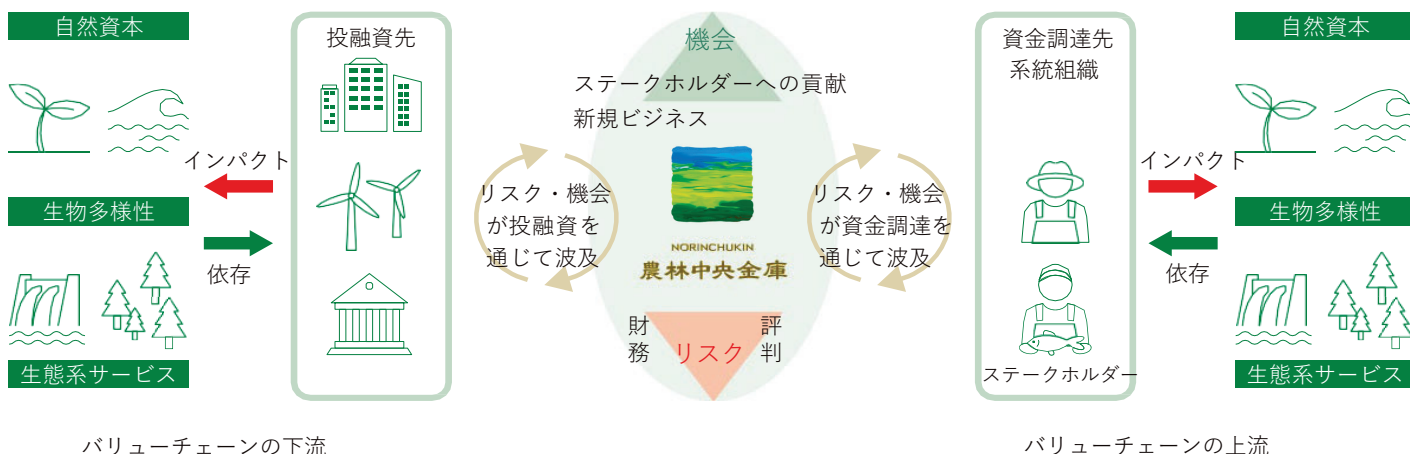 自然資本
インパクト
生物多様性
依存
生態系サービス
バリューチェーンの下流
投融資先
リスク・機会
が投融資を
通じて波及
機会
ステークホルダーへの貢献
新規ビジネス
NORINCHUKIN
農林中央金庫
財務
リスク
評判
リスク・機会
が資金調達を
通じて波及
資金調達先
系統組織
ステークホルダー
自然資本
インパクト
生物多様性
依存
生態系サービス
バリューチェーンの上流